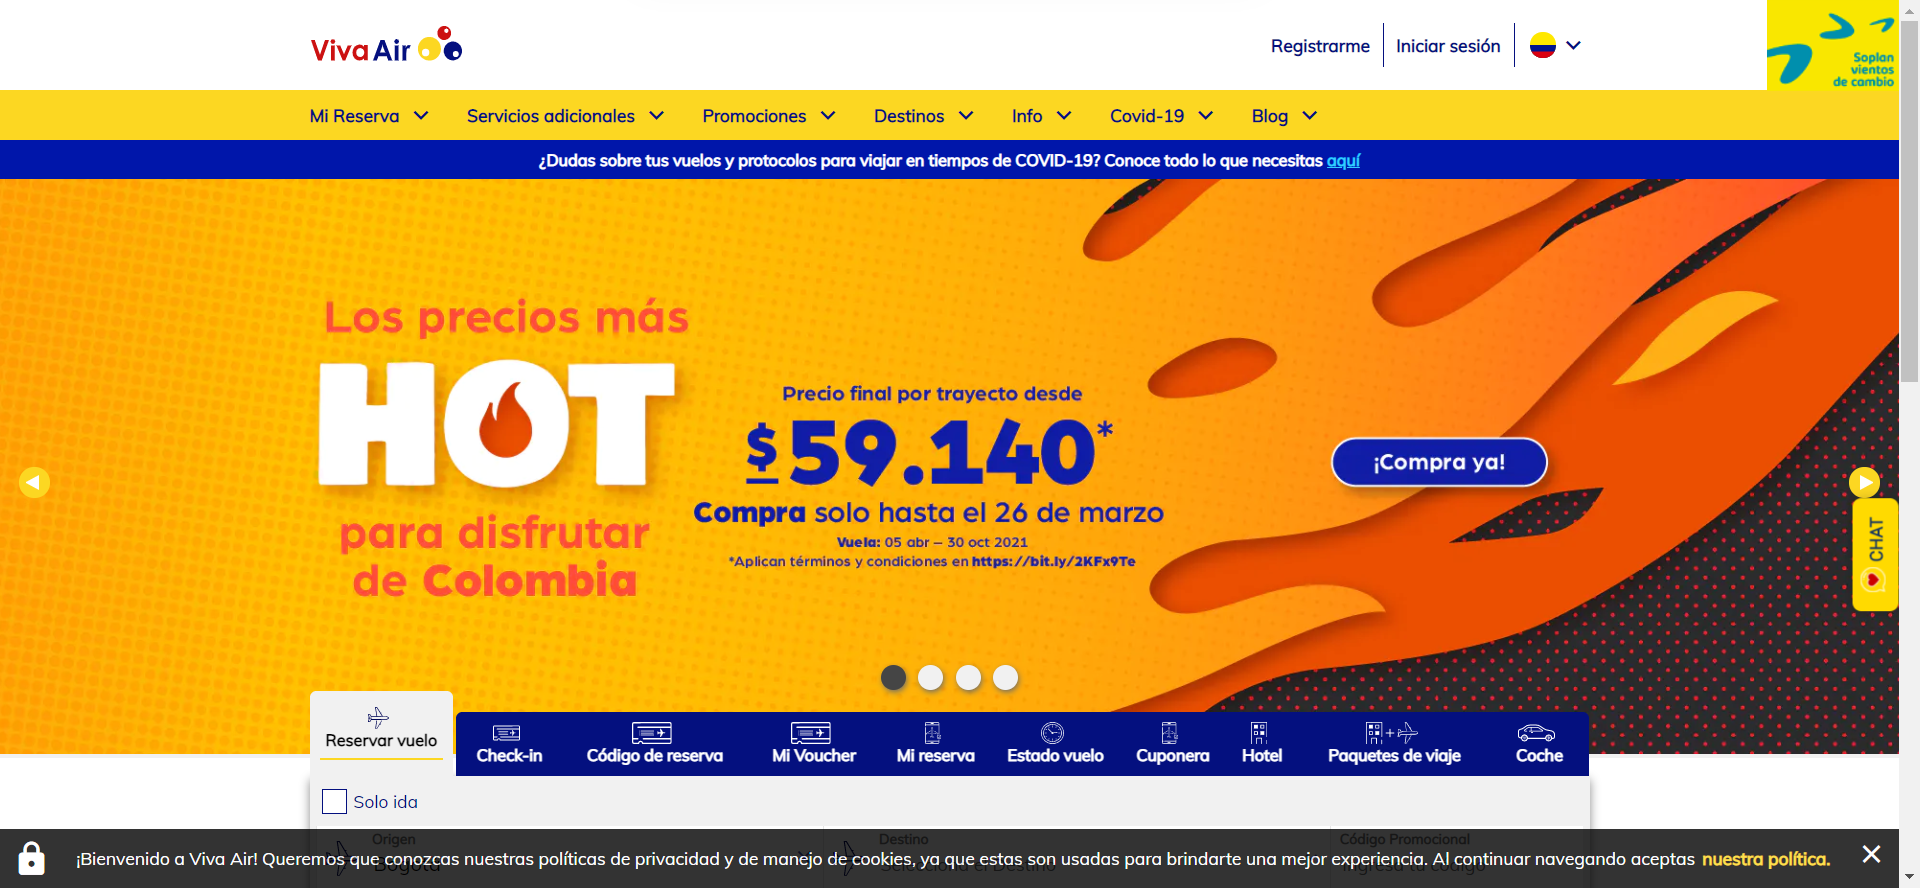 Viva Air
Registrarme
Iniciar sesión
Soplan
vientos
de cambio
Mi Reserva
Servicios adicionales
Promociones
Destinos
Info
Covid-19
Blog
¿Dudas sobre tus vuelos y protocolos para viajar en tiempos de COVID-19? Conoce todo lo que necesitas aquí
Los precios más
HOT
para disfrutar
de Colombia
Precio final por trayecto desde
$59.140*
Compra solo hasta el 26 de marzo
Vuela: 05 abr – 30 oct 2021
*Aplican términos y condiciones en https://bit.ly/2KFx9Te
¡Compra ya!
CHAT
Reservar vuelo
Check-in
Código de reserva
Mi Voucher
Mi reserva
Estado vuelo
Cuponera
Hotel
Paquetes de viaje
Coche
Solo ida
Origen
Destino
Código Promocional
Bogotá
Selecciona el Destino
Ingresa tu código
¡Bienvenido a Viva Air! Queremos que conozcas nuestras políticas de privacidad y de manejo de cookies, ya que estas son usadas para brindarte una mejor experiencia. Al continuar navegando aceptas nuestra política.